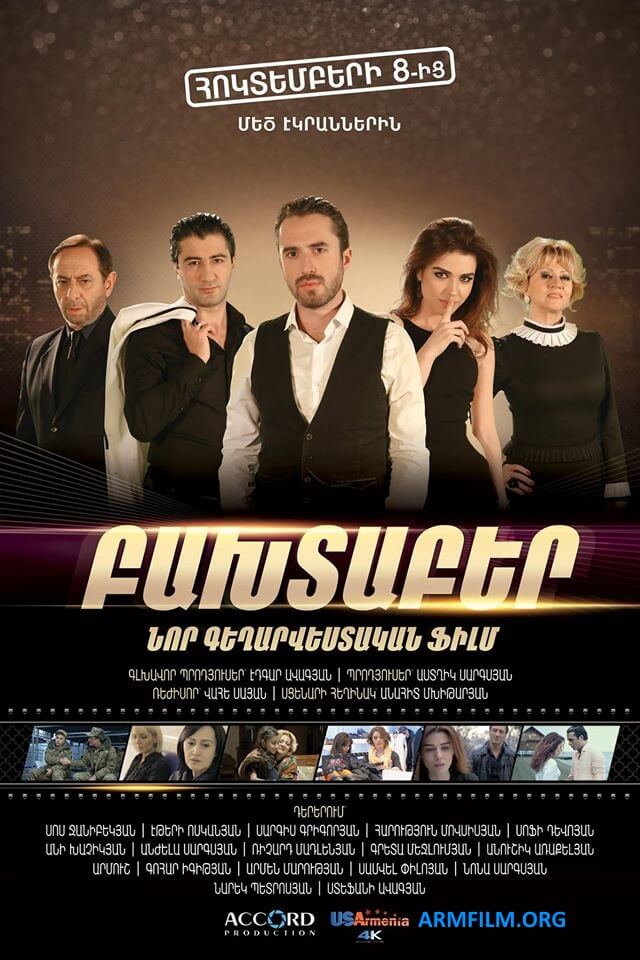 ՀՈԿՏԵՄԲԵՐԻ 8-ԻՑ
ՄԵԾ ԷԿՐԱՆՆԵՐԻՆ
ԲԱԽՏԱԲԵՐ
ՆՈՐ ԳԵՂԱՐՎԵՍՏԱԿԱՆ ՖԻԼՄ
ԳԼԽԱՎՈՐ ՊՐՈԴՅՈՒՍԵՐ՝ ԷԴԳԱՐ ԱՎԱԳՅԱՆ | ՊՐՈԴՅՈՒՍԵՐ՝ ԱՍՏՂԻԿ ՍԱՐԳՍՅԱՆ
ՌԵԺԻՍՈՐ՝ ՎԱՀԵ ՍԱՅԱՆ | ՍՑԵՆԱՐԻ ՀԵՂԻՆԱԿ՝ ԱՆԱՀԻՏ ՄԽԻԹԱՐՅԱՆ
ԴԵՐԵՐՈՒՄ՝
ՍՈՍ ՋԱՆԻԲԵԿՅԱՆ | ԷԹԵՐԻ ՈՍԿԱՆՅԱՆ | ՍԱՐԳԻՍ ԳՐԻԳՈՐՅԱՆ | ՀԱՐՈՒԹՅՈՒՆ ՄՈՎՍԻՍՅԱՆ | ՍՈՖԻ ԴԵՎՈՅԱՆ
ԱՆԻ ԽԱՉԻԿՅԱՆ | ԱՆԺԵԼԱ ՍԱՐԳՍՅԱՆ | ՌԻՉԱՐԴ ՄԱԴԼԵՆՅԱՆ | ԳՐԵՏԱ ՄԵՋԼՈՒՄՅԱՆ | ԱՆՈՒՇԻԿ ԱՌԱՔԵԼՅԱՆ
ԱՐՄՈՒՇ | ԳՈՀԱՐ ԻԳԻԹՅԱՆ | ԱՐՄԵՆ ՄԱՐՈՒԹՅԱՆ | ՍԱՄՎԵԼ ՓԻԼՈՅԱՆ | ՆՈՆԱ ՍԱՐԳՍՅԱՆ
ՆԱՐԵԿ ՊԵՏՐՈՍՅԱՆ | ՍՏԵՖԱՆԻ ԱՎԱԳՅԱՆ
ACCORD
PRODUCTION
USArmenia
4K
ARMFILM.ORG